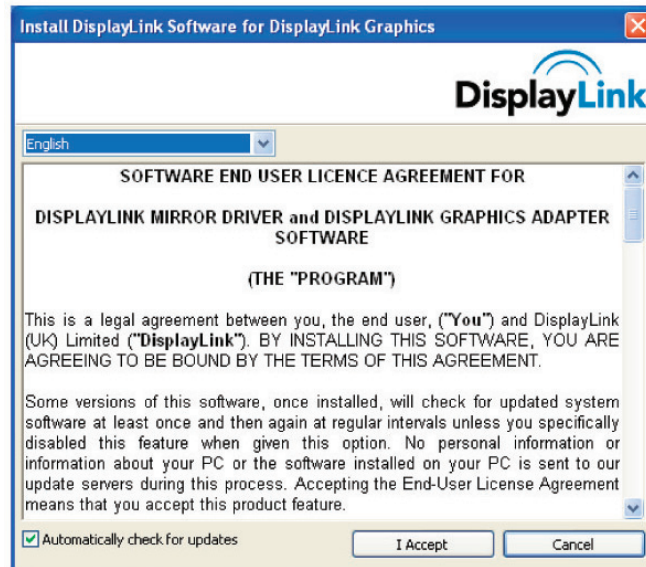 Install DisplayLink Software for DisplayLink Graphics
DisplayLink
English
SOFTWARE END USER LICENCE AGREEMENT FOR
DISPLAYLINK MIRROR DRIVER and DISPLAYLINK GRAPHICS ADAPTER
SOFTWARE
(THE "PROGRAM")
This is a legal agreement between you, the end user, ("You") and DisplayLink
(UK) Limited ("DisplayLink"). BY INSTALLING THIS SOFTWARE, YOU ARE
AGREEING TO BE BOUND BY THE TERMS OF THIS AGREEMENT.
Some versions of this software, once installed, will check for updated system
software at least once and then again at regular intervals unless you specifically
disabled this feature when given this option. No personal information or
information about your PC or the software installed on your PC is sent to our
update servers during this process. Accepting the End-User License Agreement
means that you accept this product feature.
Automatically check for updates
I Accept
Cancel